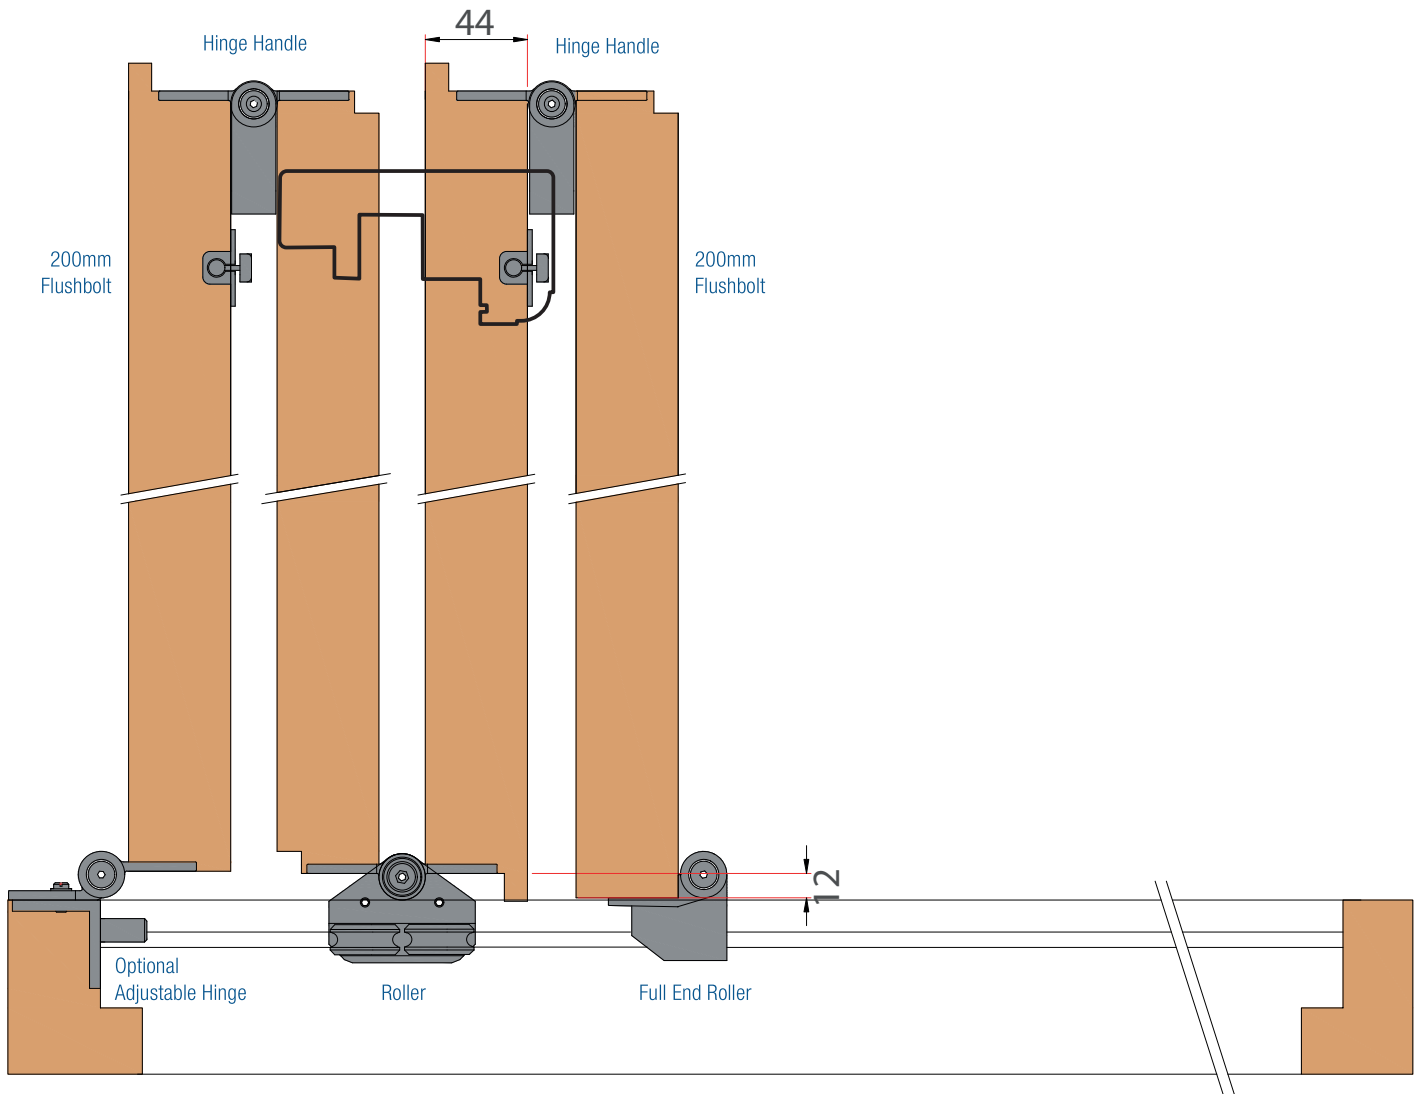 44
Hinge Handle
Hinge Handle
200mm
Flushbolt
200mm
Flushbolt
12
Optional
Adjustable Hinge
Roller
Full End Roller